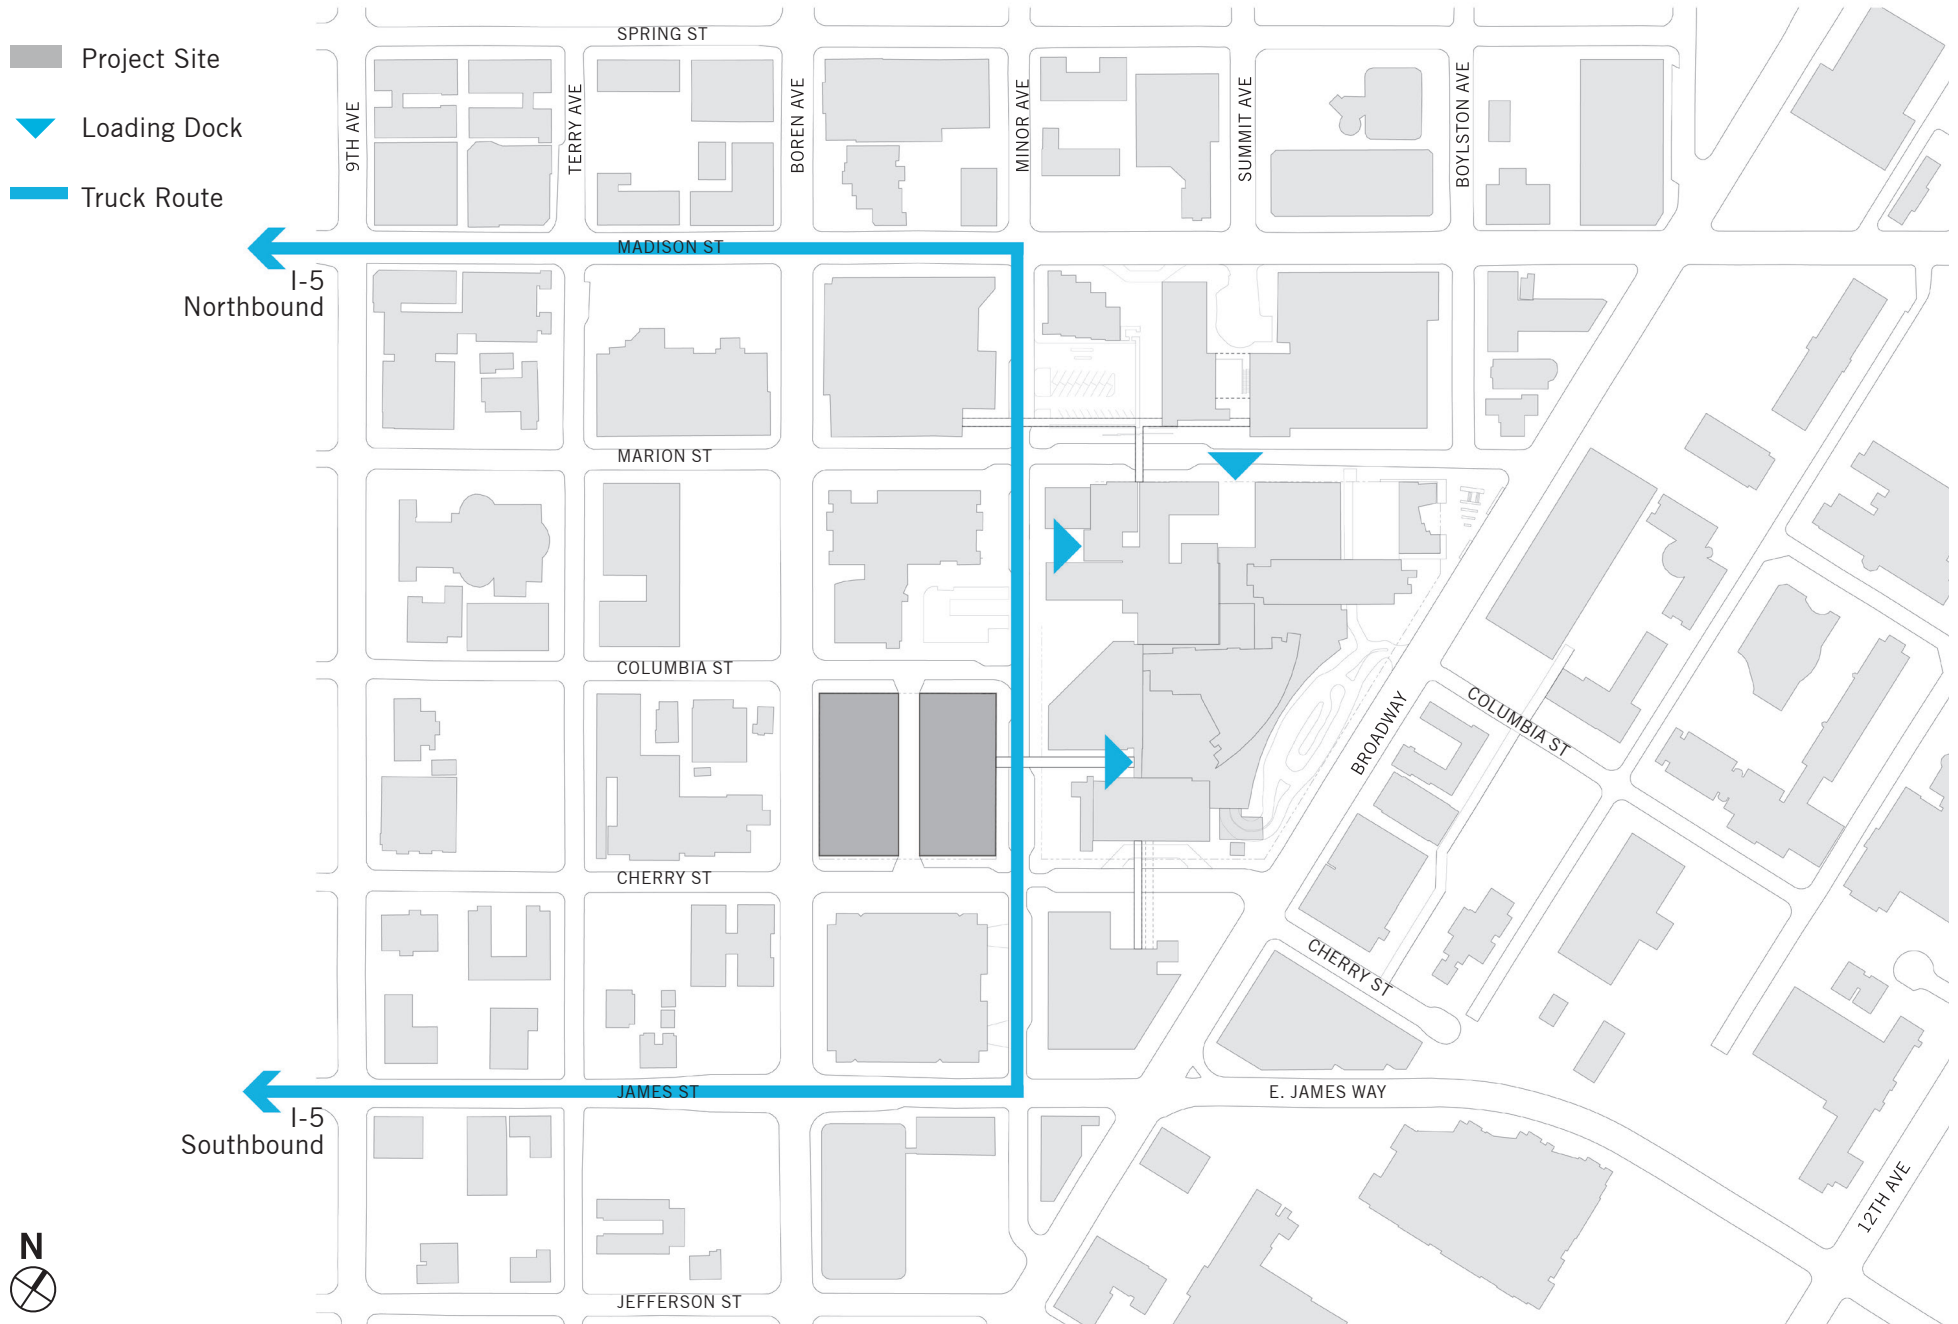 Project Site
Loading Dock
Truck Route
SPRING ST
9TH AVE
TERRY AVE
BOREN AVE
MINOR AVE
SUMMIT AVE
BOYLSTON AVE
MADISON ST
I-5
Northbound
MARION ST
COLUMBIA ST
BROADWAY
COLUMBIA ST
CHERRY ST
CHERRY ST
JAMES ST
E. JAMES WAY
I-5
Southbound
12TH AVE
N
JEFFERSON ST